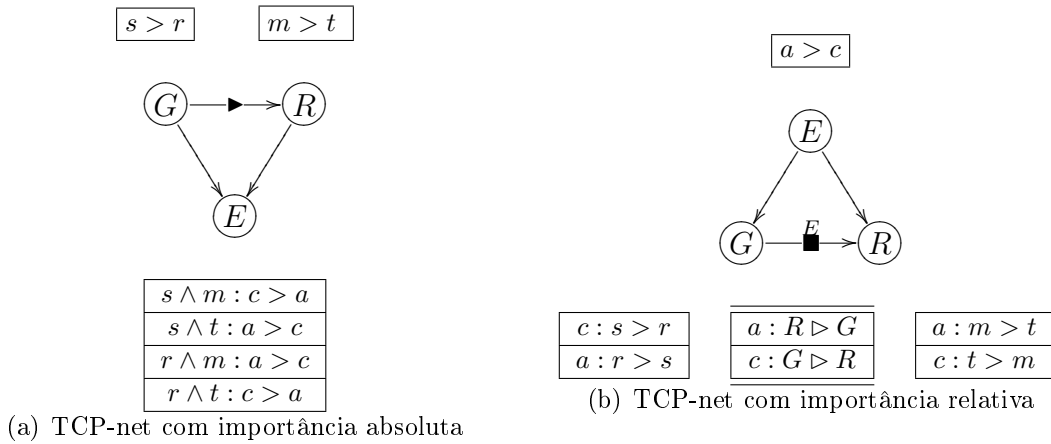 s > r
m > t
G
R
E
s ∧ m : c > a
s ∧ t : a > c
r ∧ m : a > c
r ∧ t : c > a
(a) TCP-net com importância absoluta
a > c
E
E
G
R
c : s > r
a : r > s
a : R ▷ G
c : G ▷ R
a : m > t
c : t > m
(b) TCP-net com importância relativa